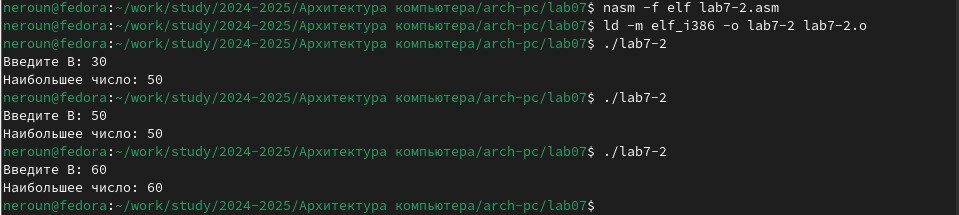 neroun@fedora:~/work/study/2024-2025/Архитектура компьютера/arch-pc/lab07$ nasm -f elf lab7-2.asm
neroun@fedora:~/work/study/2024-2025/Архитектура компьютера/arch-pc/lab07$ ld -m elf_i386 -o lab7-2 lab7-2.o
neroun@fedora:~/work/study/2024-2025/Архитектура компьютера/arch-pc/lab07$ ./lab7-2
Введите B: 30
Наибольшее число: 50
neroun@fedora:~/work/study/2024-2025/Архитектура компьютера/arch-pc/lab07$ ./lab7-2
Введите B: 50
Наибольшее число: 50
neroun@fedora:~/work/study/2024-2025/Архитектура компьютера/arch-pc/lab07$ ./lab7-2
Введите B: 60
Наибольшее число: 60
neroun@fedora:~/work/study/2024-2025/Архитектура компьютера/arch-pc/lab07$